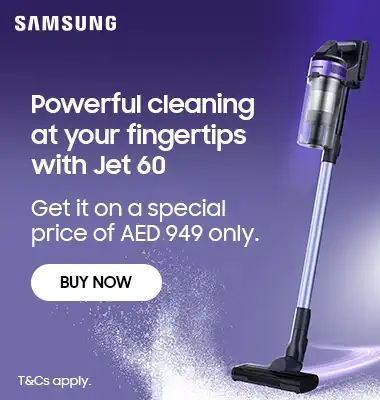 SAMSUNG
Powerful cleaning
at your fingertips
with Jet 60
Get it on a special
price of AED 949 only.
BUY NOW
T&Cs apply.